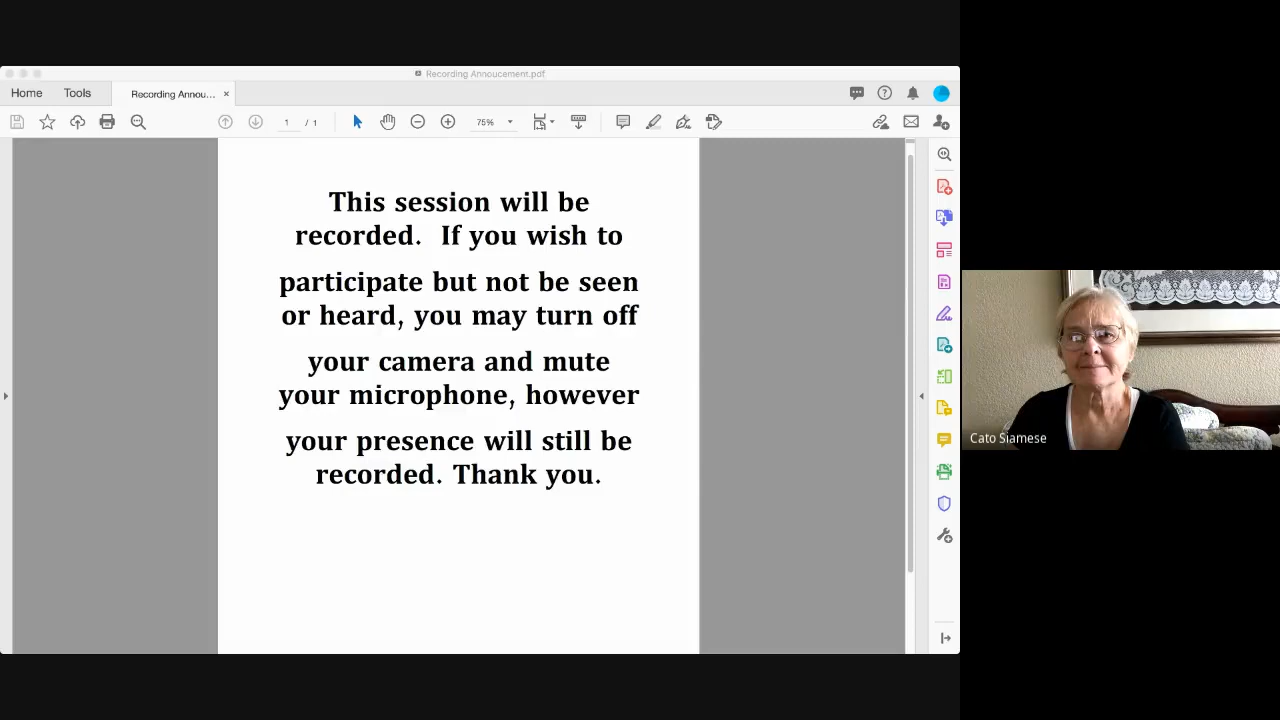 Recording Annoucement.pdf
Home Tools Recording Annou... ×
1 / 1 75%
This session will be
recorded.  If you wish to
participate but not be seen
or heard, you may turn off
your camera and mute
your microphone, however
your presence will still be
recorded. Thank you.
Cato Siamese